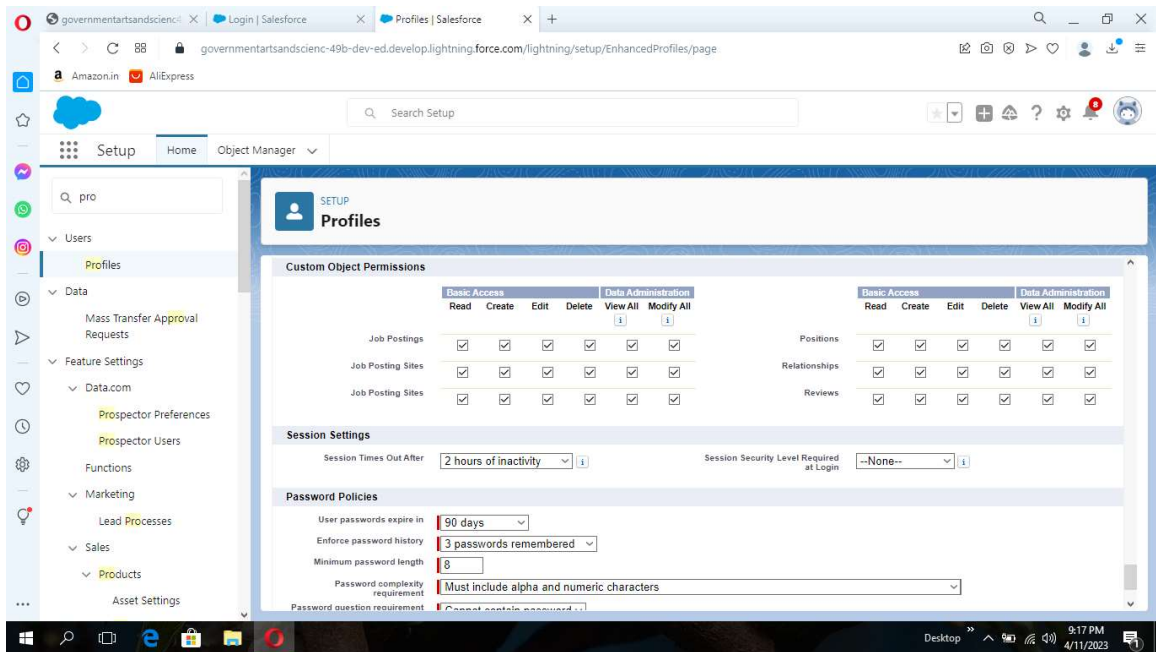 governmentartsandscienc
Login | Salesforce
Profiles | Salesforce
governmentartsandscienc-49b-dev-ed.develop.lightning.force.com/lightning/setup/EnhancedProfiles/page
a Amazon.in AliExpress
Search Setup
8
Setup Home Object Manager
pro
Users
Profiles
Data
Mass Transfer Approval
Requests
Feature Settings
Data.com
Prospector Preferences
Prospector Users
Functions
Marketing
Lead Processes
Sales
Products
Asset Settings
SETUP
Profiles
Custom Object Permissions
Basic Access Data Administration Basic Access Data Administration
Read Create Edit Delete View All Modify All Read Create Edit Delete View All Modify All
i i i i
Job Postings Positions
Job Posting Sites Relationships
Job Posting Sites Reviews
Session Settings
Session Times Out After 2 hours of inactivity i Session Security Level Required
at Login --None-- i
Password Policies
User passwords expire in 90 days
Enforce password history 3 passwords remembered
Minimum password length 8
Password complexity
requirement Must include alpha and numeric characters
Password question requirement Cannot contain password
Desktop
9:17 PM
4/11/2023
1